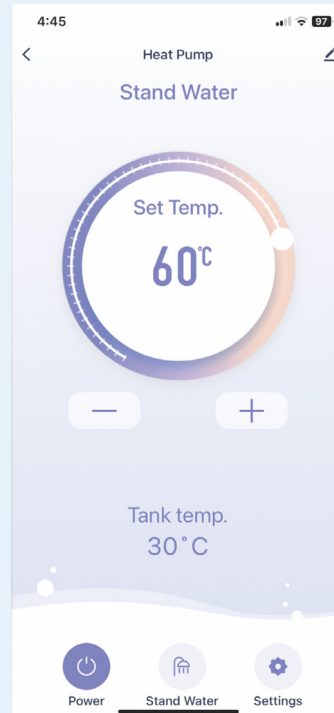 4:45
97
Heat Pump
Stand Water
Set Temp.
60℃
Tank temp.
30°C
Power Stand Water Settings